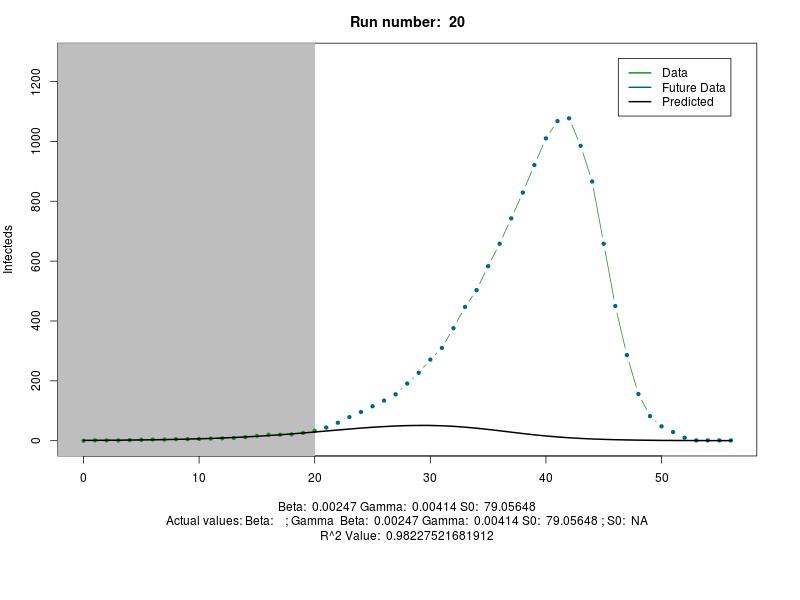 Run number: 20
1200
1000
800
600
400
200
0
Infecteds
Data
Future Data
Predicted
0 10 20 30 40 50
Beta: 0.00247 Gamma: 0.00414 S0: 79.05648
Actual values: Beta: ; Gamma Beta: 0.00247 Gamma: 0.00414 S0: 79.05648 ; S0: NA
R^2 Value: 0.98227521681912